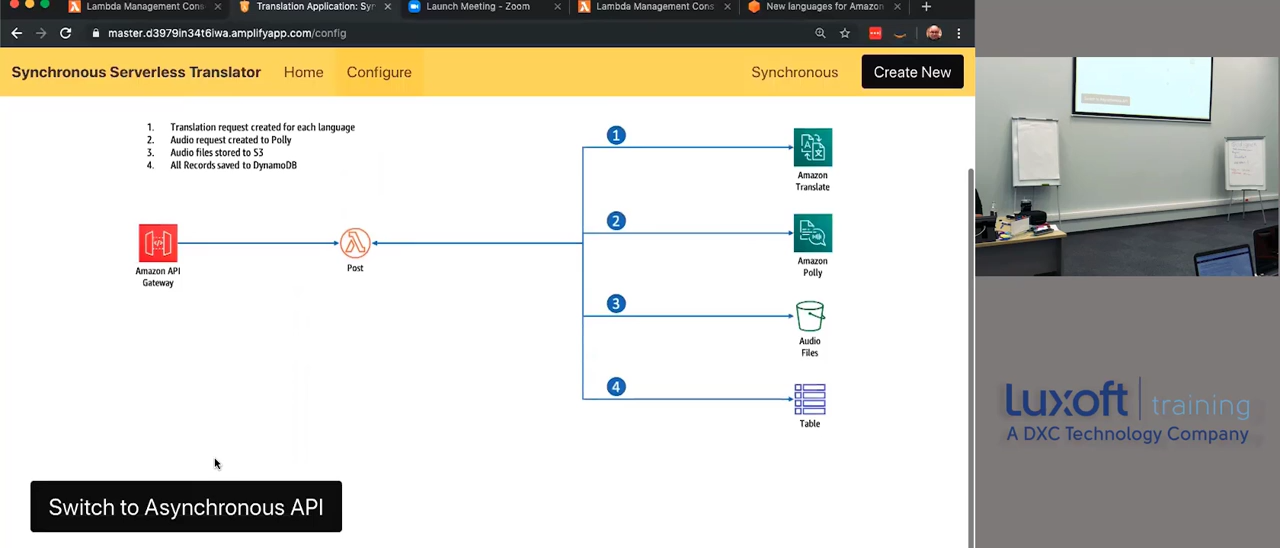 Lambda Management Cons
Translation Application: Syn
Launch Meeting - Zoom
Lambda Management Cons
New languages for Amazon
master.d3979in34t6iwa.amplifyapp.com/config
Synchronous Serverless Translator
Home
Configure
Synchronous
Create New
1. Translation request created for each language
2. Audio request created to Polly
3. Audio files stored to S3
4. All Records saved to DynamoDB
1
Amazon
Translate
2
Amazon
Polly
Amazon API
Gateway
Post
3
Audio
Files
4
Table
Switch to Asynchronous API
luxoft training
A DXC Technology Company